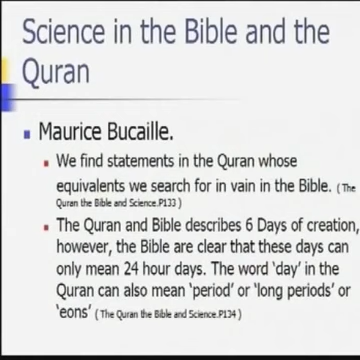 Science in the Bible and the
Quran
Maurice Bucaille.
We find statements in the Quran whose
equivalents we search for in vain in the Bible. ( The
Quran the Bible and Science.P133 )
The Quran and Bible describes 6 Days of creation,
however, the Bible are clear that these days can
only mean 24 hour days. The word 'day' in the
Quran can also mean 'period' or 'long periods' or
'eons' ( The Quran the Bible and Science.P134 )